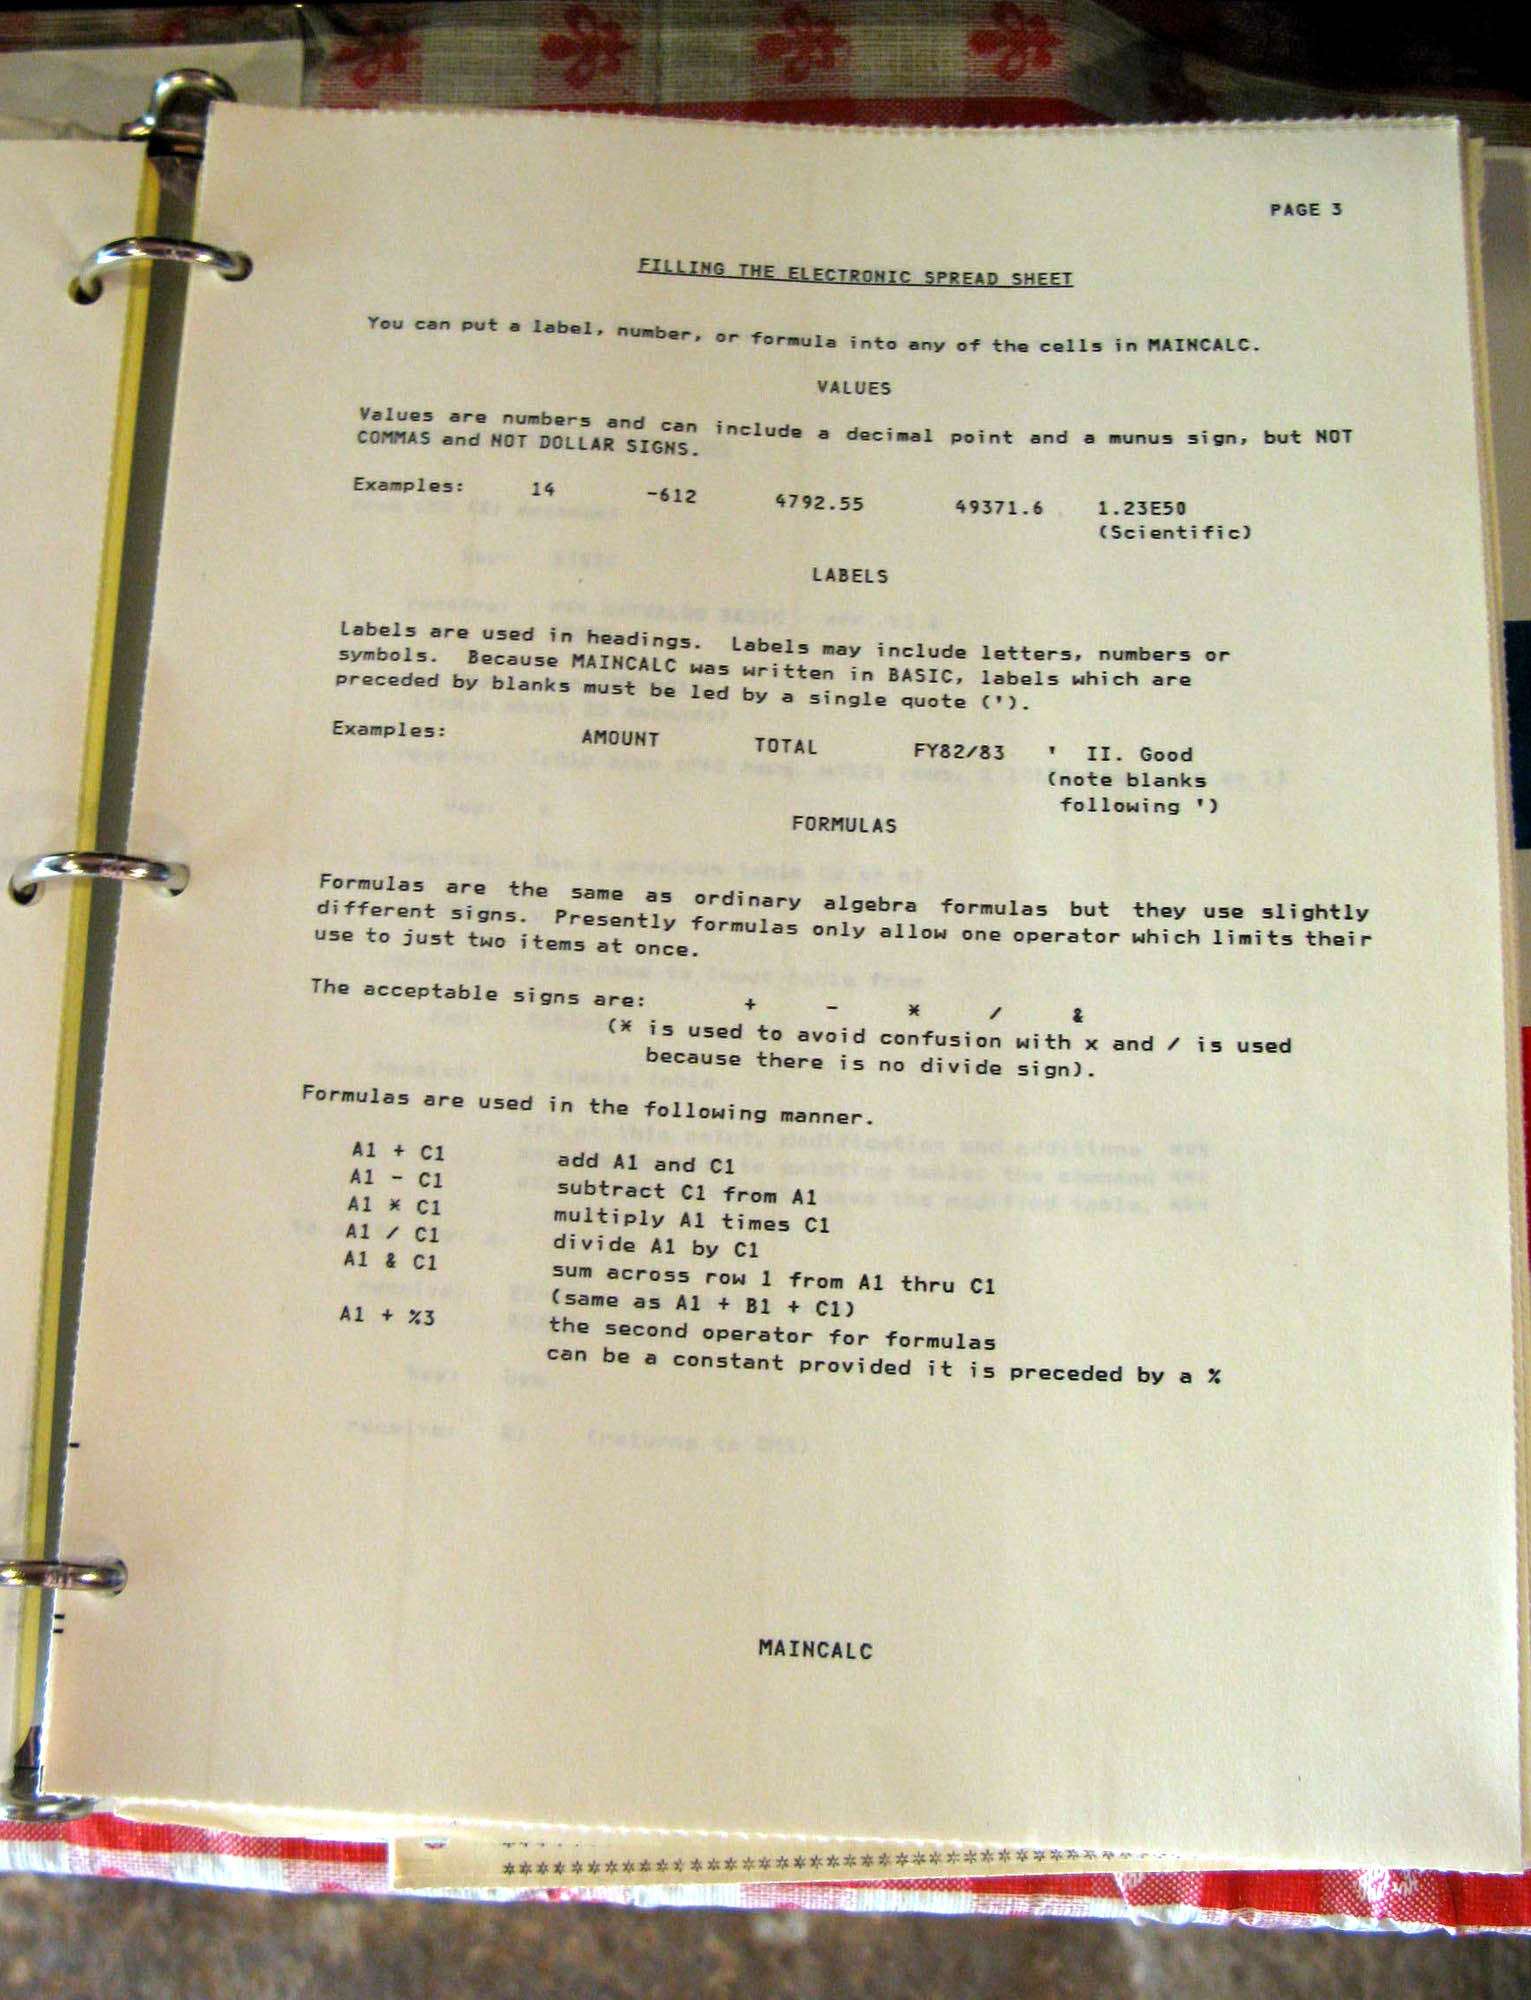 PAGE 3
FILLING THE ELECTRONIC SPREAD SHEET
You can put a label, number, or formula into any of the cells in MAINCALC.
VALUES
Values are numbers and can include a decimal point and a munus sign, but NOT
COMMAS and NOT DOLLAR SIGNS.
Examples: 14 -612 4792.55 49371.6 1.23E50
(Scientific)
LABELS
Labels are used in headings. Labels may include letters, numbers or
symbols. Because MAINCALC was written in BASIC, labels which are
preceded by blanks must be led by a single quote (').
Examples: AMOUNT TOTAL FY82/83 ' II. Good
(note blanks
following ')
FORMULAS
Formulas are the same as ordinary algebra formulas but they use slightly
different signs. Presently formulas only allow one operator which limits their
use to just two items at once.
The acceptable signs are: + - * / &
(* is used to avoid confusion with x and / is used
because there is no divide sign).
Formulas are used in the following manner.
A1 + C1 add A1 and C1
A1 - C1 subtract C1 from A1
A1 * C1 multiply A1 times C1
A1 / C1 divide A1 by C1
A1 & C1 sum across row 1 from A1 thru C1
(same as A1 + B1 + C1)
A1 + %3 the second operator for formulas
can be a constant provided it is preceded by a %
MAINCALC